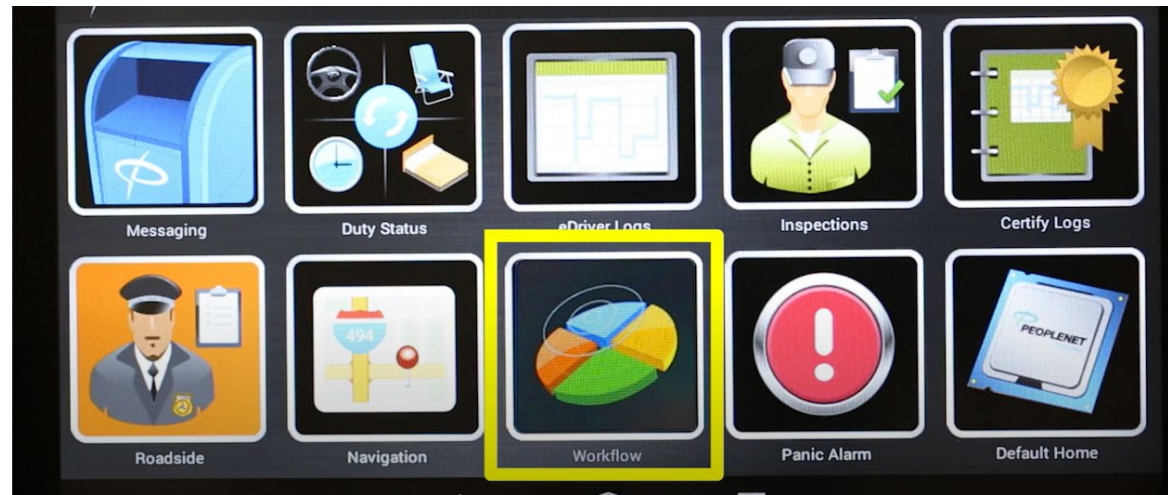 Messaging
Duty Status
eDriver Logs
Inspections
Certify Logs
494
PEOPLENET
Roadside
Navigation
Workflow
Panic Alarm
Default Home